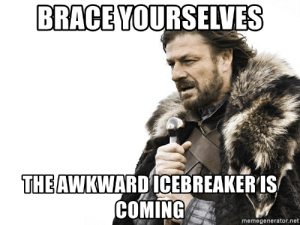 BRACE YOURSELVES
THE AWKWARD ICEBREAKER IS
COMING
memegenerator.net